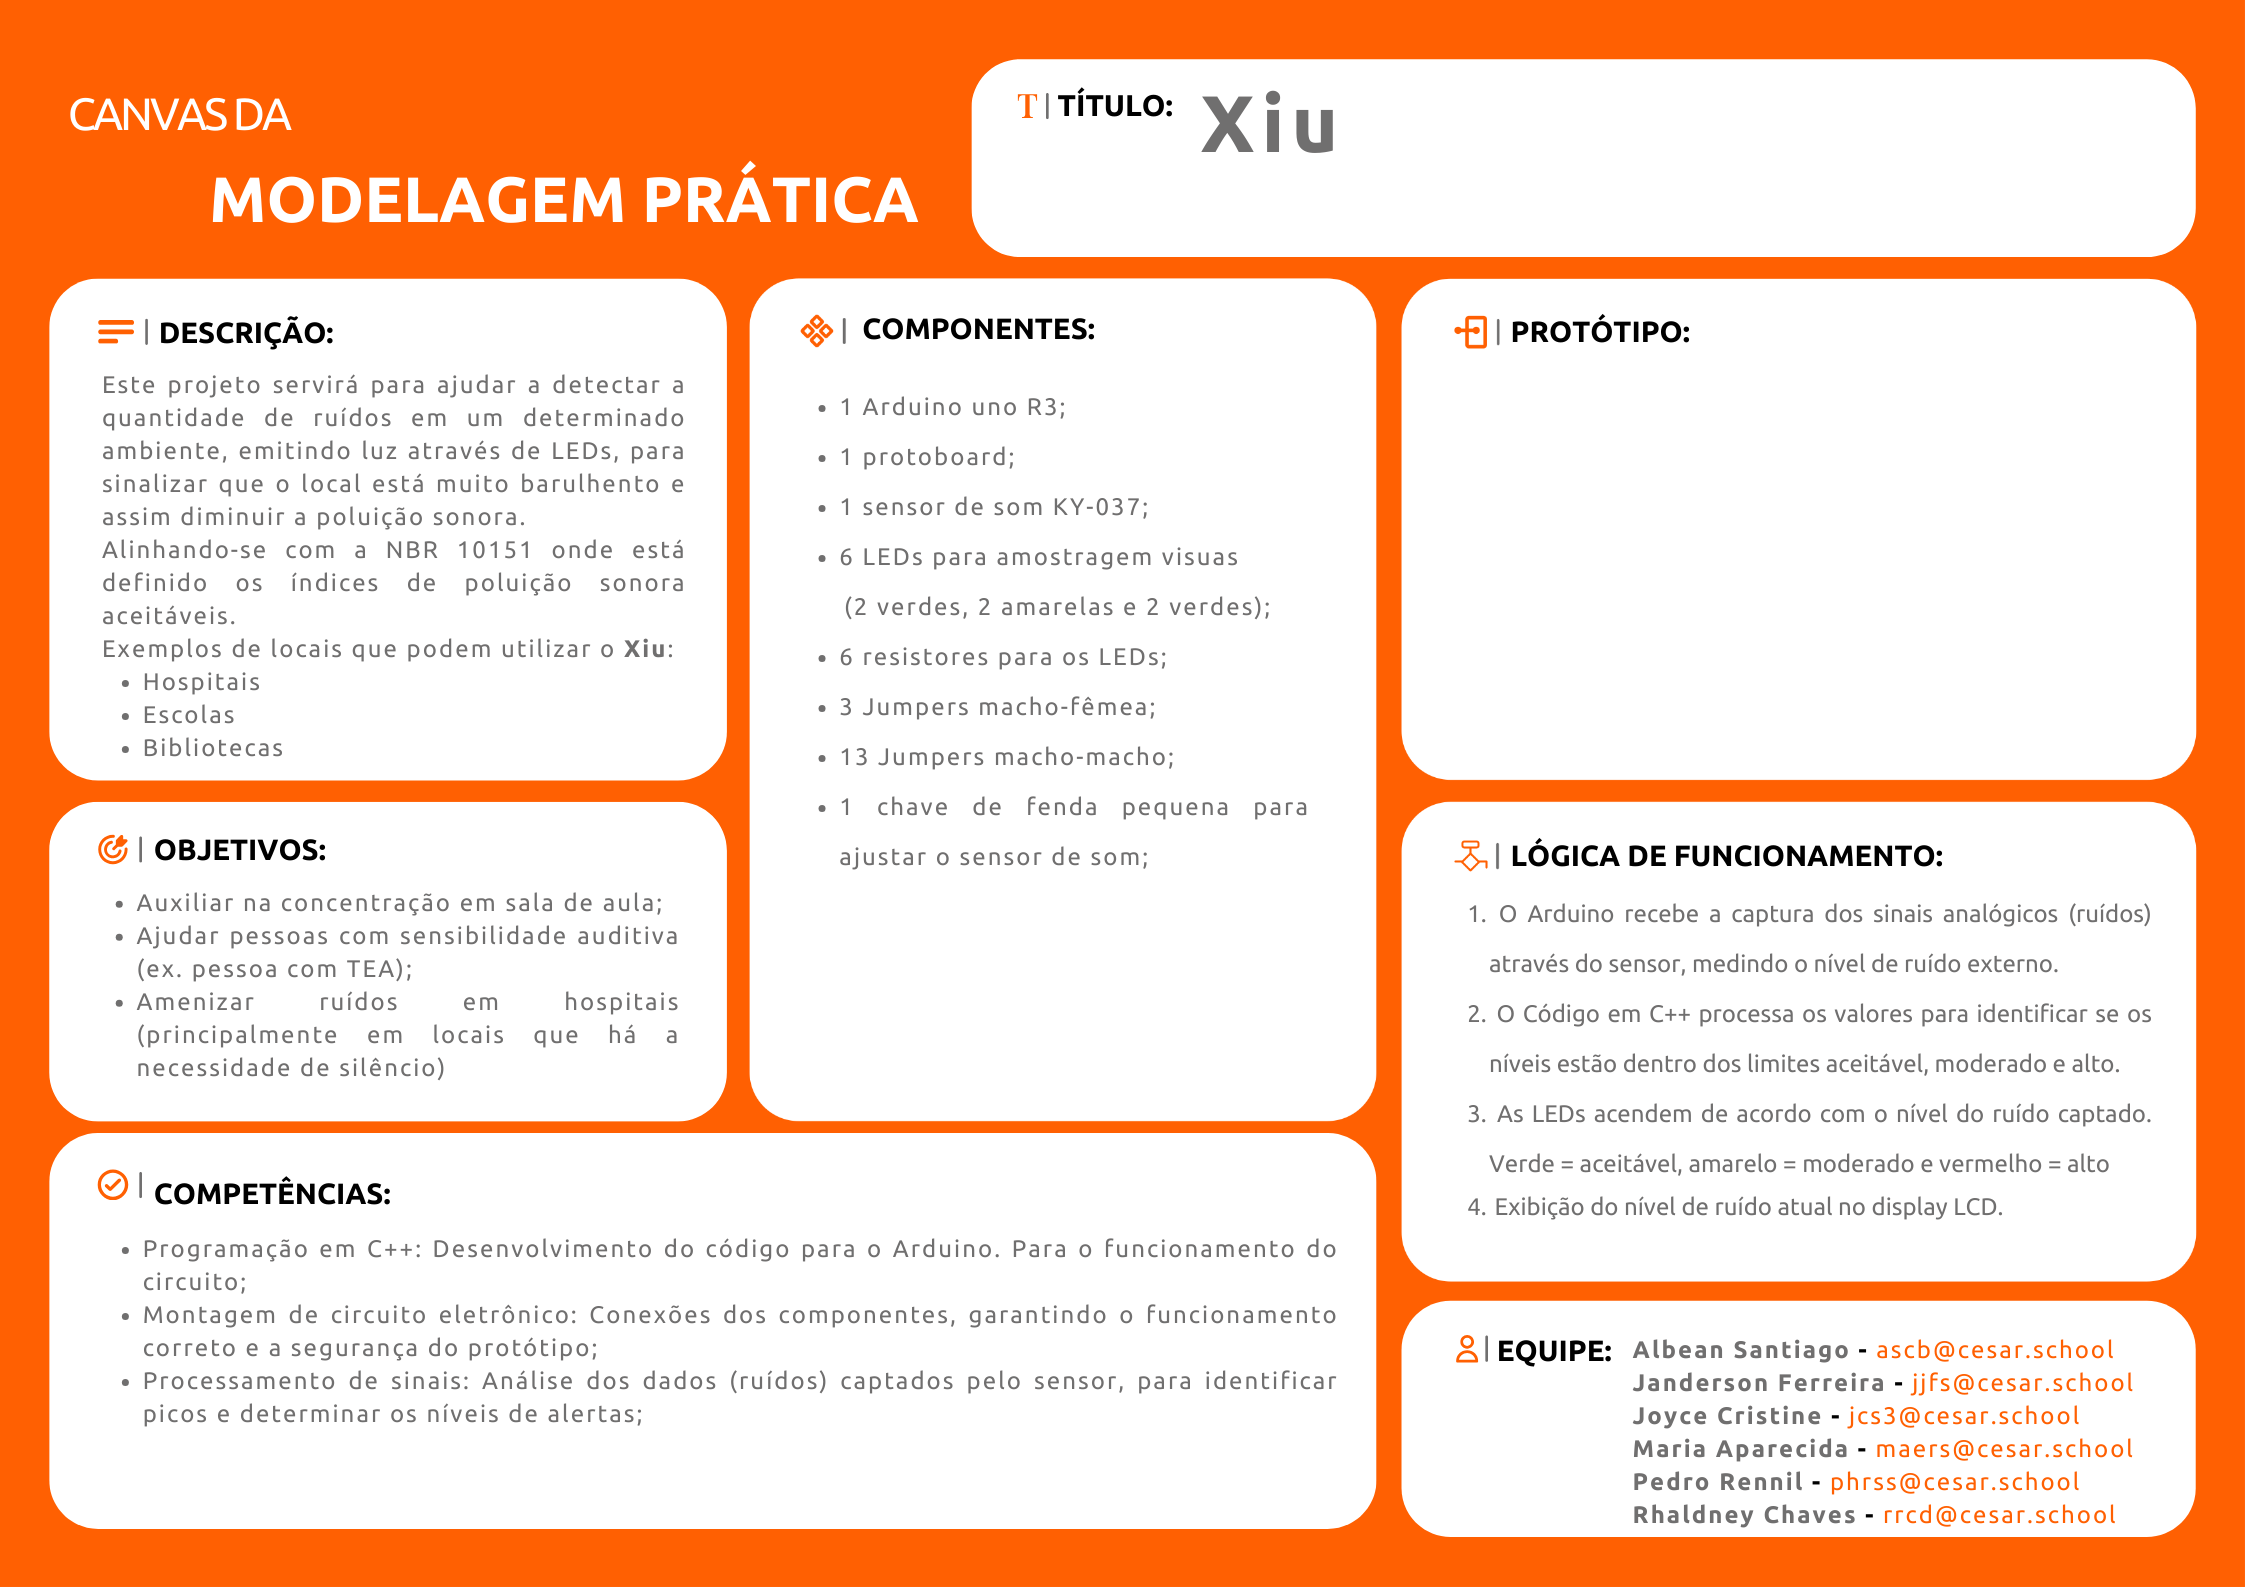 CANVAS DA
MODELAGEM PRÁTICA
T | TÍTULO: Xiu
| DESCRIÇÃO:
Este projeto servirá para ajudar a detectar a
quantidade de ruídos em um determinado
ambiente, emitindo luz através de LEDs, para
sinalizar que o local está muito barulhento e
assim diminuir a poluição sonora.
Alinhando-se com a NBR 10151 onde está
definido os índices de poluição sonora
aceitáveis.
Exemplos de locais que podem utilizar o Xiu:
• Hospitais
• Escolas
• Bibliotecas
| OBJETIVOS:
• Auxiliar na concentração em sala de aula;
• Ajudar pessoas com sensibilidade auditiva
(ex. pessoa com TEA);
• Amenizar ruídos em hospitais
(principalmente em locais que há a
necessidade de silêncio)
| COMPONENTES:
• 1 Arduino uno R3;
• 1 protoboard;
• 1 sensor de som KY-037;
• 6 LEDs para amostragem visuas
(2 verdes, 2 amarelas e 2 verdes);
• 6 resistores para os LEDs;
• 3 Jumpers macho-fêmea;
• 13 Jumpers macho-macho;
• 1 chave de fenda pequena para
ajustar o sensor de som;
| COMPETÊNCIAS:
• Programação em C++: Desenvolvimento do código para o Arduino. Para o funcionamento do
circuito;
• Montagem de circuito eletrônico: Conexões dos componentes, garantindo o funcionamento
correto e a segurança do protótipo;
• Processamento de sinais: Análise dos dados (ruídos) captados pelo sensor, para identificar
picos e determinar os níveis de alertas;
| PROTÓTIPO:
| LÓGICA DE FUNCIONAMENTO:
1. O Arduino recebe a captura dos sinais analógicos (ruídos)
através do sensor, medindo o nível de ruído externo.
2. O Código em C++ processa os valores para identificar se os
níveis estão dentro dos limites aceitável, moderado e alto.
3. As LEDs acendem de acordo com o nível do ruído captado.
Verde = aceitável, amarelo = moderado e vermelho = alto
4. Exibição do nível de ruído atual no display LCD.
| EQUIPE: Albean Santiago - ascb@cesar.school
Janderson Ferreira - jjfs@cesar.school
Joyce Cristine - jcs3@cesar.school
Maria Aparecida - maers@cesar.school
Pedro Rennil - phrss@cesar.school
Rhaldney Chaves - rrcd@cesar.school